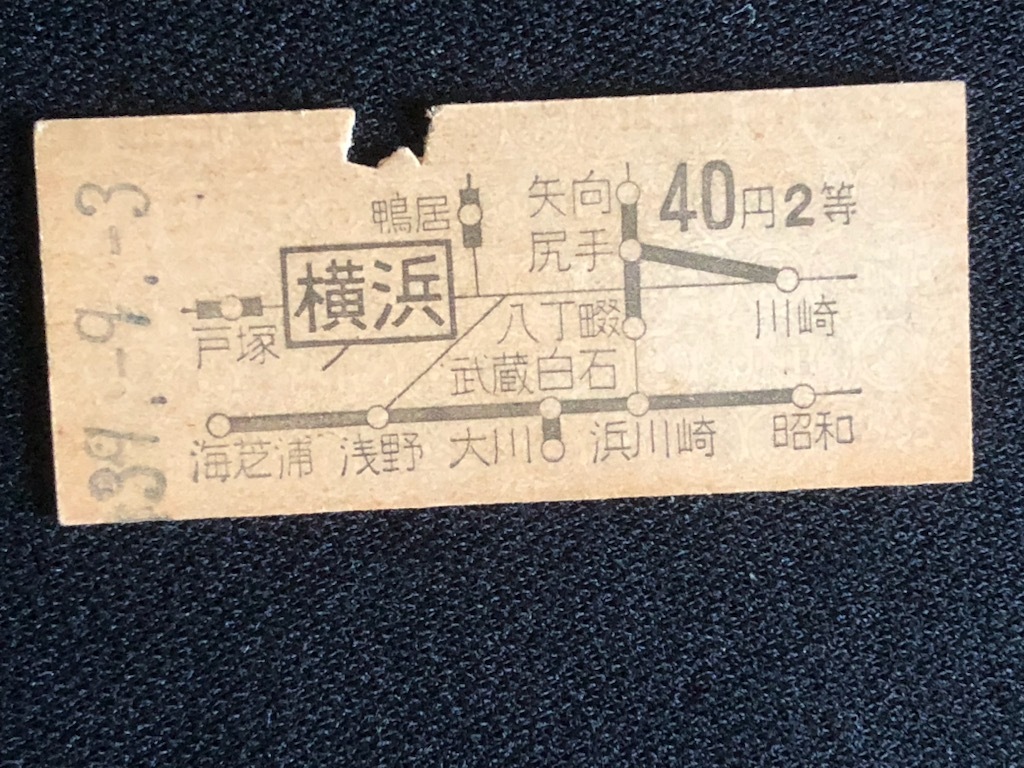 39.-9.-3
鴨居
矢向
40円2等
尻手
横浜
戸塚
八丁畷
川崎
武蔵白石
海芝浦
浅野
大川
浜川崎
昭和